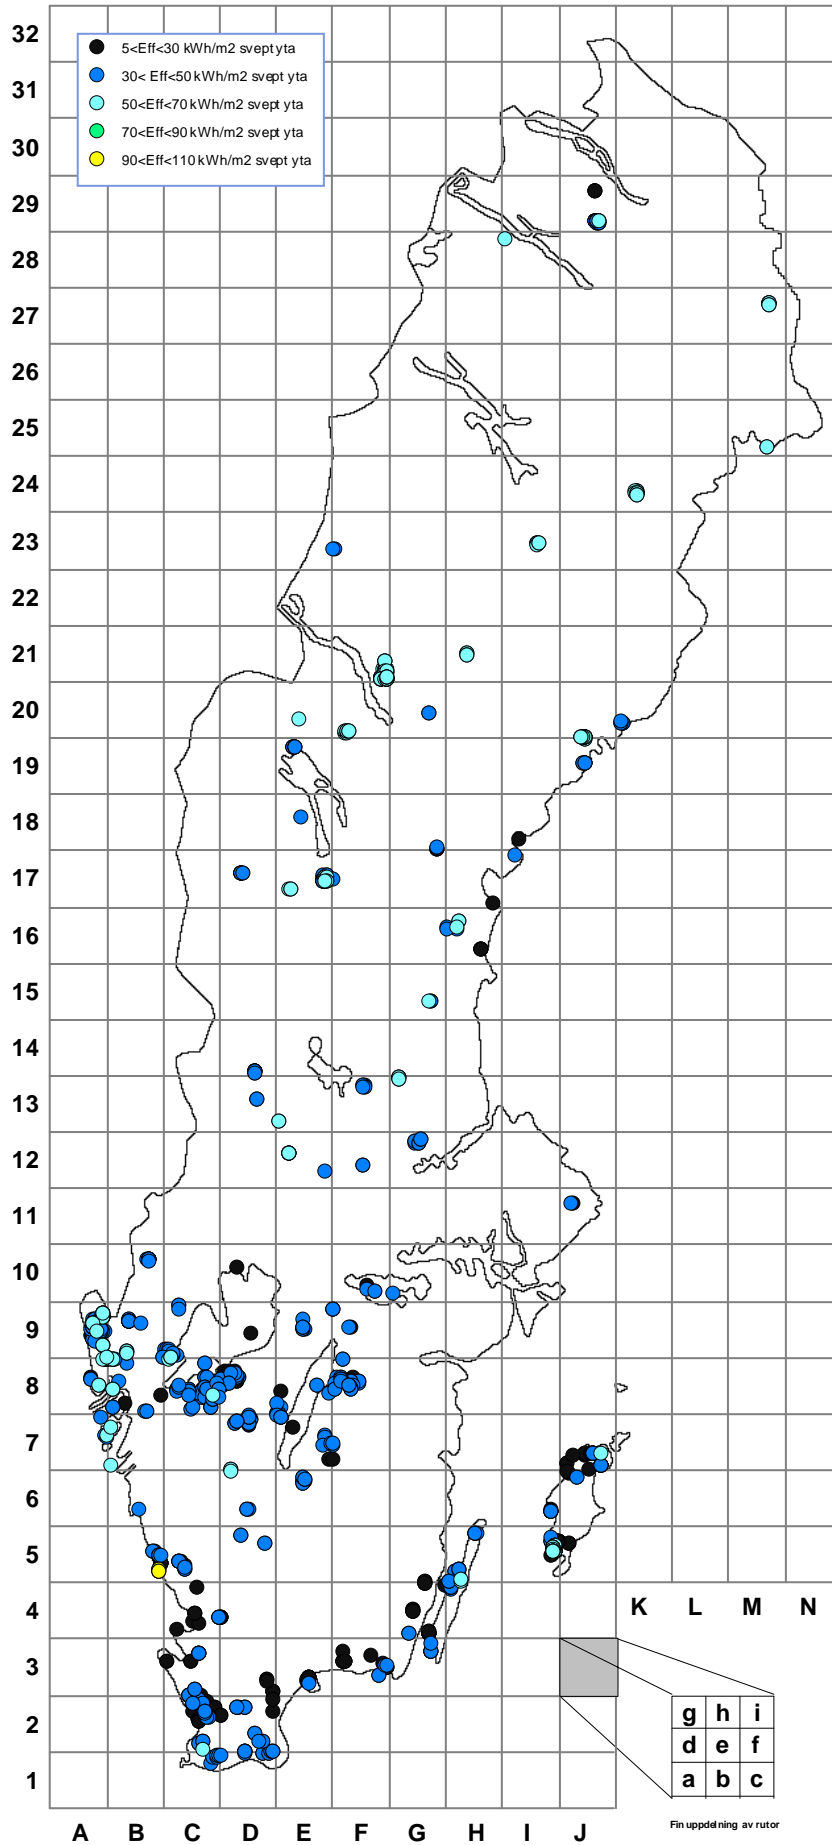 32
5<Eff<30 kWh/m2 svept yta
30< Eff<50 kWh/m2 svept yta
50<Eff<70 kWh/m2 svept yta
70<Eff<90 kWh/m2 svept yta
90<Eff<110 kWh/m2 svept yta
31
30
29
28
27
26
25
24
23
22
21
20
19
18
17
16
15
14
13
12
11
10
9
8
7
6
5
4
K L M N
3
2
g h i
d e f
a b c
1
Fin uppdelning av rutor
A B C D E F G H I J